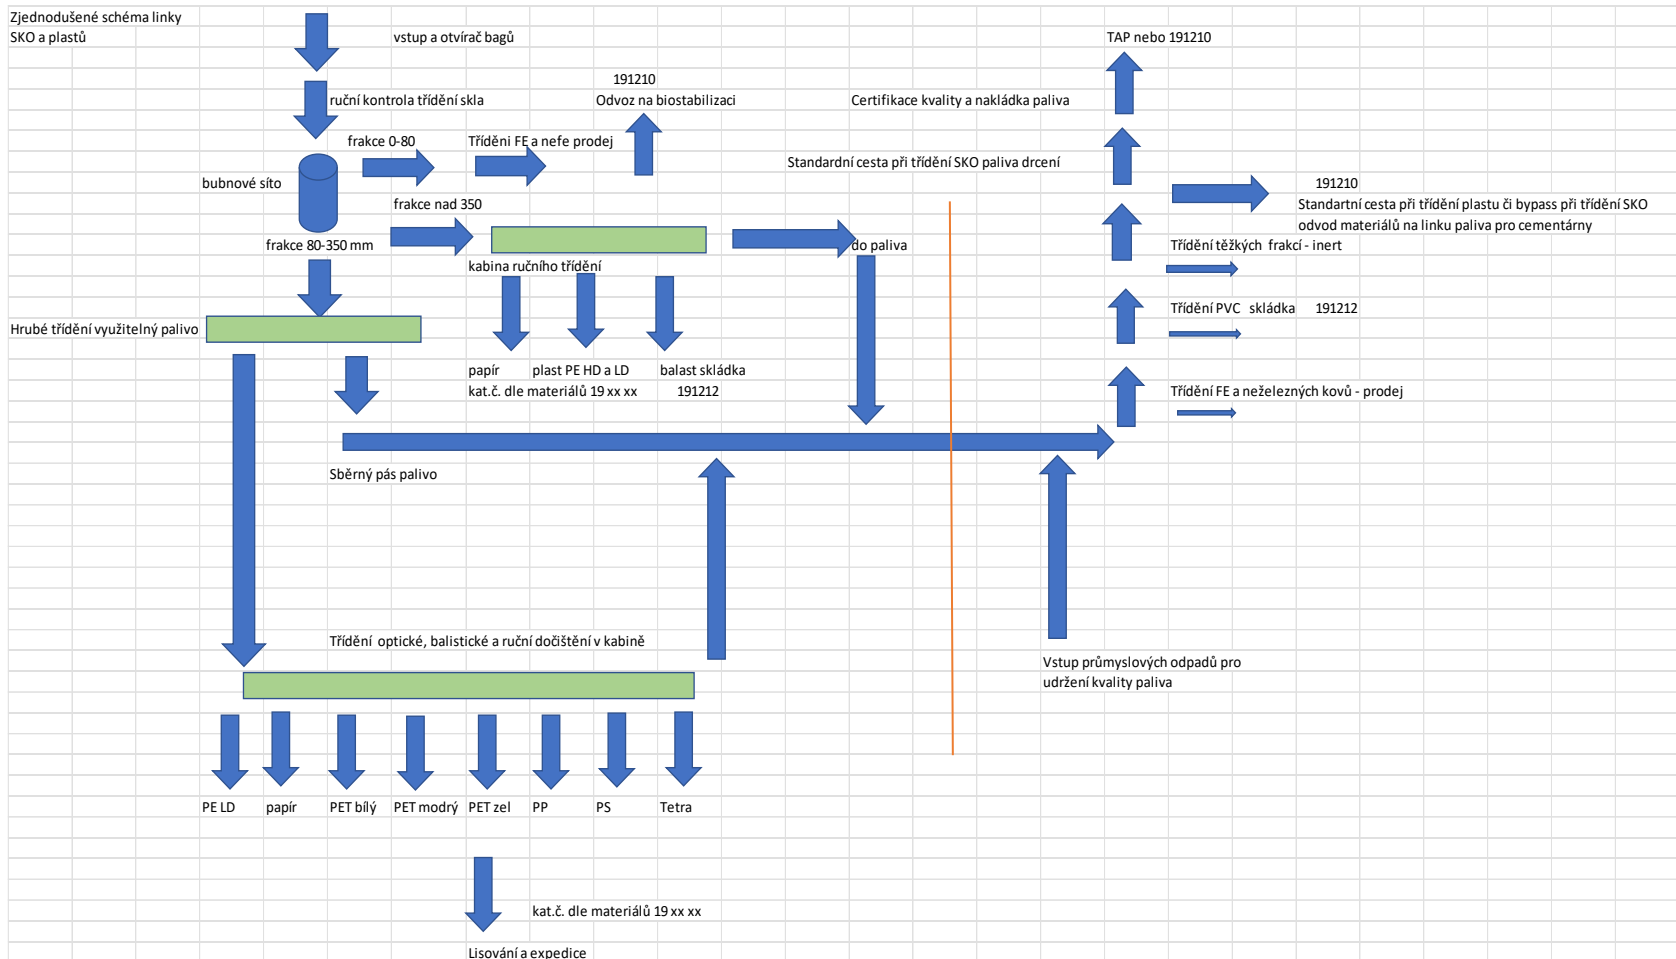 Zjednodušené schéma linky
SKO a plastů
vstup a otvírač bagů
TAP nebo 191210
191210
ruční kontrola třídění skla
Odvoz na biostabilizaci
Certifikace kvality a nakládka paliva
frakce 0-80
Tříděni FE a nefe prodej
Standardní cesta při třídění SKO paliva drcení
bubnové síto
191210
frakce nad 350
Standartní cesta při třídění plastu či bypass při třídění SKO
odvod materiálů na linku paliva pro cementárny
frakce 80-350 mm
do paliva
Třídění těžkých frakcí - inert
kabina ručního třídění
Třídění PVC skládka 191212
Hrubé třídění využitelný palivo
papír
plast PE HD a LD
balast skládka
kat.č. dle materiálů 19 xx xx
191212
Třídění FE a neželezných kovů - prodej
Sběrný pás palivo
Třídění optické, balistické a ruční dočištění v kabině
Vstup průmyslových odpadů pro
udržení kvality paliva
PE LD
papír
PET bílý
PET modrý
PET zel
PP
PS
Tetra
kat.č. dle materiálů 19 xx xx
Lisování a expedice